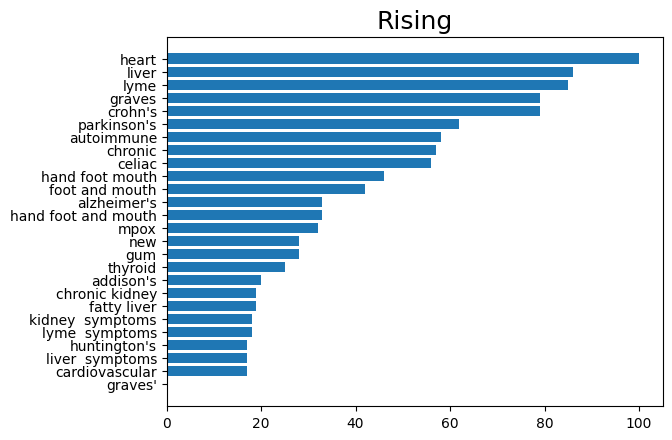 Rising
heart
liver
lyme
graves
crohn's
parkinson's
autoimmune
chronic
celiac
hand foot mouth
foot and mouth
alzheimer's
hand foot and mouth
mpox
new
gum
thyroid
addison's
chronic kidney
fatty liver
kidney  symptoms
lyme  symptoms
huntington's
liver  symptoms
cardiovascular
graves'
0 20 40 60 80 100